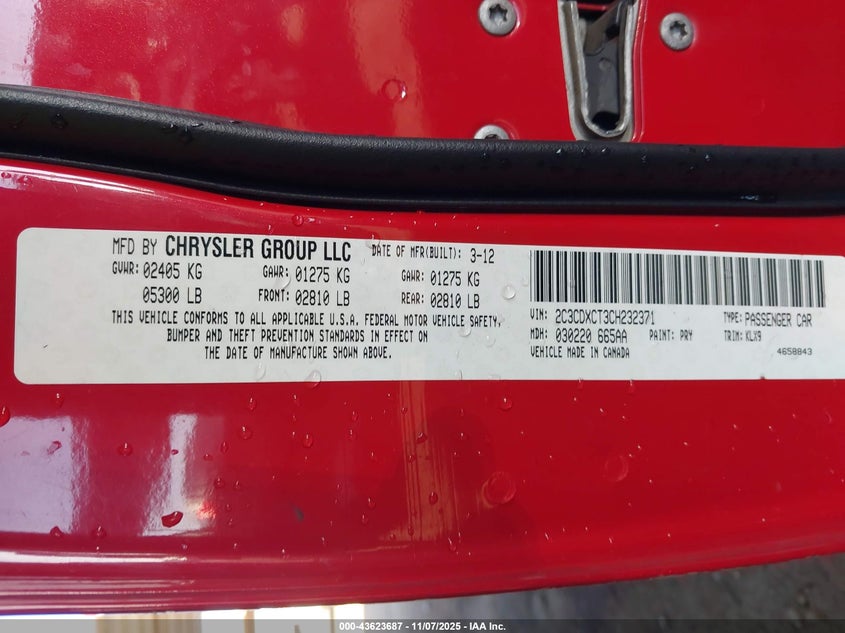 MFD BY CHRYSLER GROUP LLC DATE OF MFR(BUILT): 3-12
GVWR: 02405 KG GAWR: 01275 KG GAWR: 01275 KG
05300 LB FRONT: 02810 LB REAR: 02810 LB
THIS VEHICLE CONFORMS TO ALL APPLICABLE U.S.A. FEDERAL MOTOR VEHICLE SAFETY,
BUMPER AND THEFT PREVENTION STANDARDS IN EFFECT ON
THE DATE OF MANUFACTURE SHOWN ABOVE.
VIN: 2C3CDXCT3CH232371 TYPE: PASSENGER CAR
MDH: 030220 665AA PAINT: PRY TRIM: KLX9
VEHICLE MADE IN CANADA 4658843
000-43623687 - 11/07/2025 - IAA Inc.